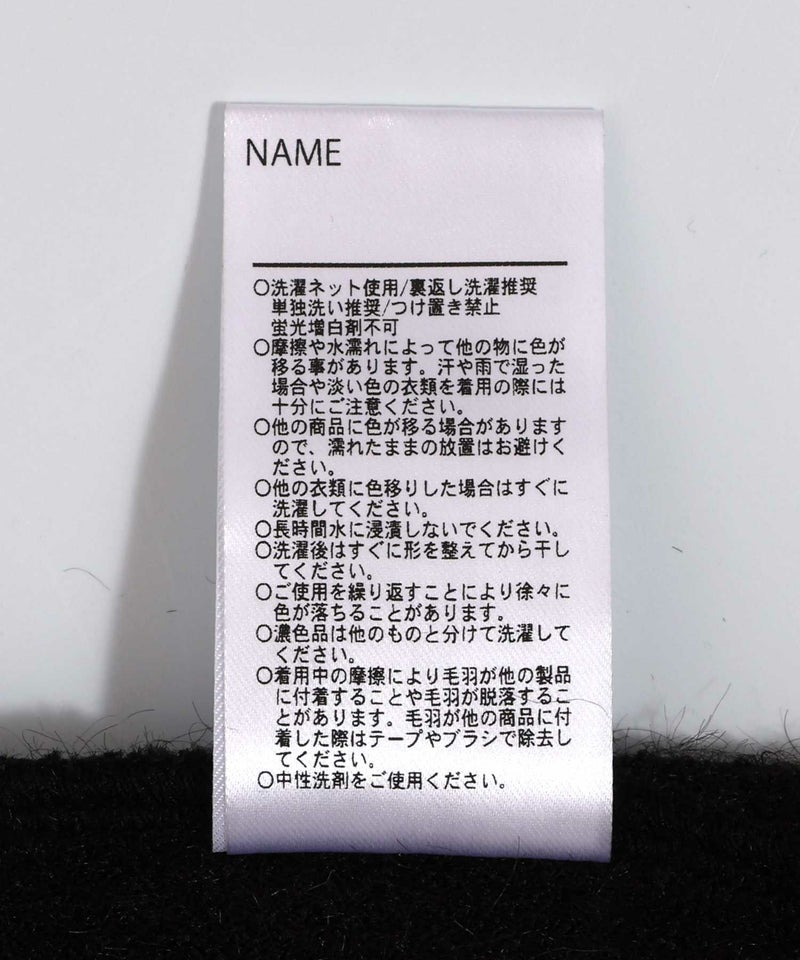 NAME
○洗濯ネット使用/裏返し洗濯推奨
単独洗い推奨/つけ置き禁止
蛍光増白剤不可
○摩擦や水濡れによって他の物に色が
移る事があります。汗や雨で湿った
場合や淡い色の衣類を着用の際には
十分にご注意ください。
○他の商品に色が移る場合があります
ので、濡れたままの放置はお避けく
ださい。
○他の衣類に色移りした場合はすぐに
洗濯してください。
○長時間水に浸漬しないでください。
○洗濯後はすぐに形を整えてから干し
てください。
○ご使用を繰り返すことにより徐々に
色が落ちることがあります。
○濃色品は他のものと分けて洗濯して
ください。
○着用中の摩擦により毛羽が他の製品
に付着することや毛羽が脱落するこ
とがあります。毛羽が他の商品に付
着した際はテープやブラシで除去し
てください。
○中性洗剤をご使用ください。